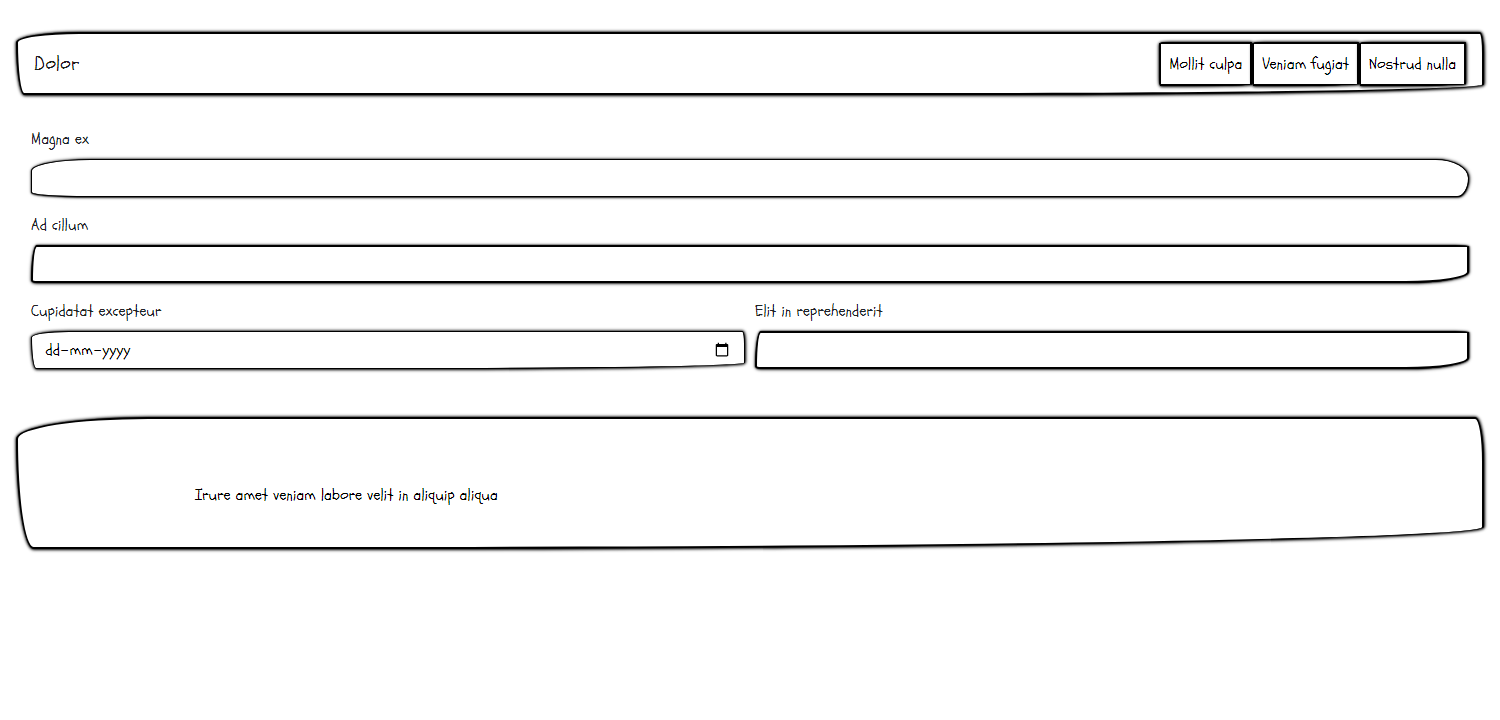 Dolor
Mollit culpa
Veniam fugiat
Nostrud nulla
Magna ex
Ad cillum
Cupidatat excepteur
Elit in reprehenderit
dd-mm-yyyy
Irure amet veniam labore velit in aliquip aliqua